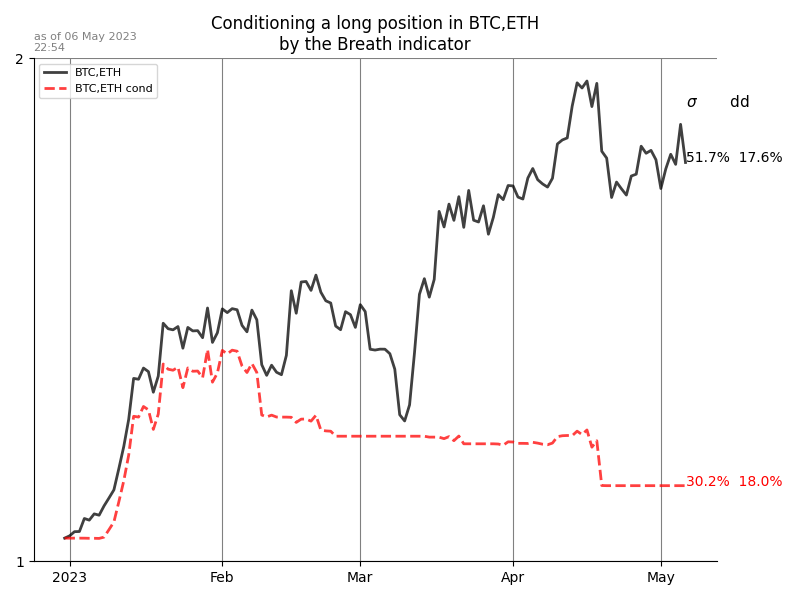 Conditioning a long position in BTC,ETH
by the Breath indicator
as of 06 May 2023
22:54
2
BTC,ETH
BTC,ETH cond
σ dd
51.7% 17.6%
30.2% 18.0%
1
2023 Feb Mar Apr May